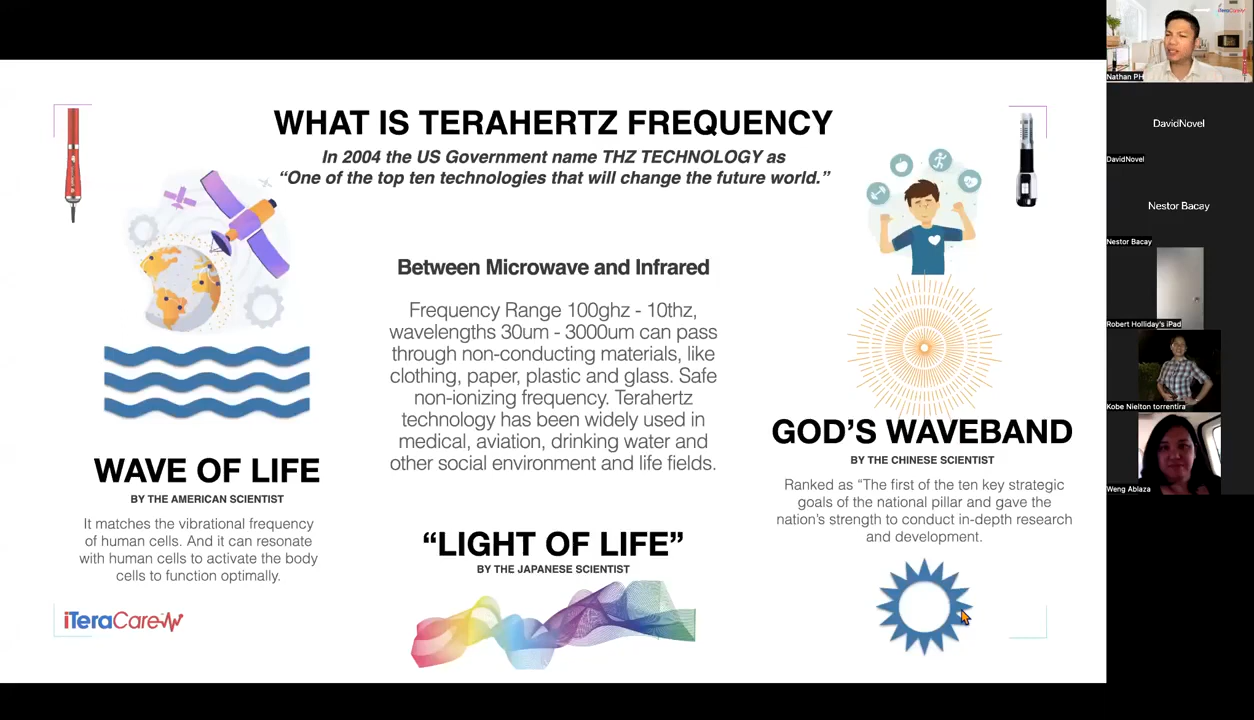 WHAT IS TERAHERTZ FREQUENCY
In 2004 the US Government name THZ TECHNOLOGY as
“One of the top ten technologies that will change the future world.”
Between Microwave and Infrared
Frequency Range 100ghz - 10thz,
wavelengths 30um - 3000um can pass
through non-conducting materials, like
clothing, paper, plastic and glass. Safe
non-ionizing frequency. Terahertz
technology has been widely used in
medical, aviation, drinking water and
other social environment and life fields.
WAVE OF LIFE
BY THE AMERICAN SCIENTIST
It matches the vibrational frequency
of human cells. And it can resonate
with human cells to activate the body
cells to function optimally.
iTeraCare
“LIGHT OF LIFE”
BY THE JAPANESE SCIENTIST
GOD’S WAVEBAND
BY THE CHINESE SCIENTIST
Ranked as “The first of the ten key strategic
goals of the national pillar and gave the
nation’s strength to conduct in-depth research
and development.
iTeraCare
Nathan PH
DavidNovel
DavidNovel
Nestor Bacay
Nestor Bacay
Robert Holliday's iPad
Kobe Nielton torrentira
Weng Ablaza